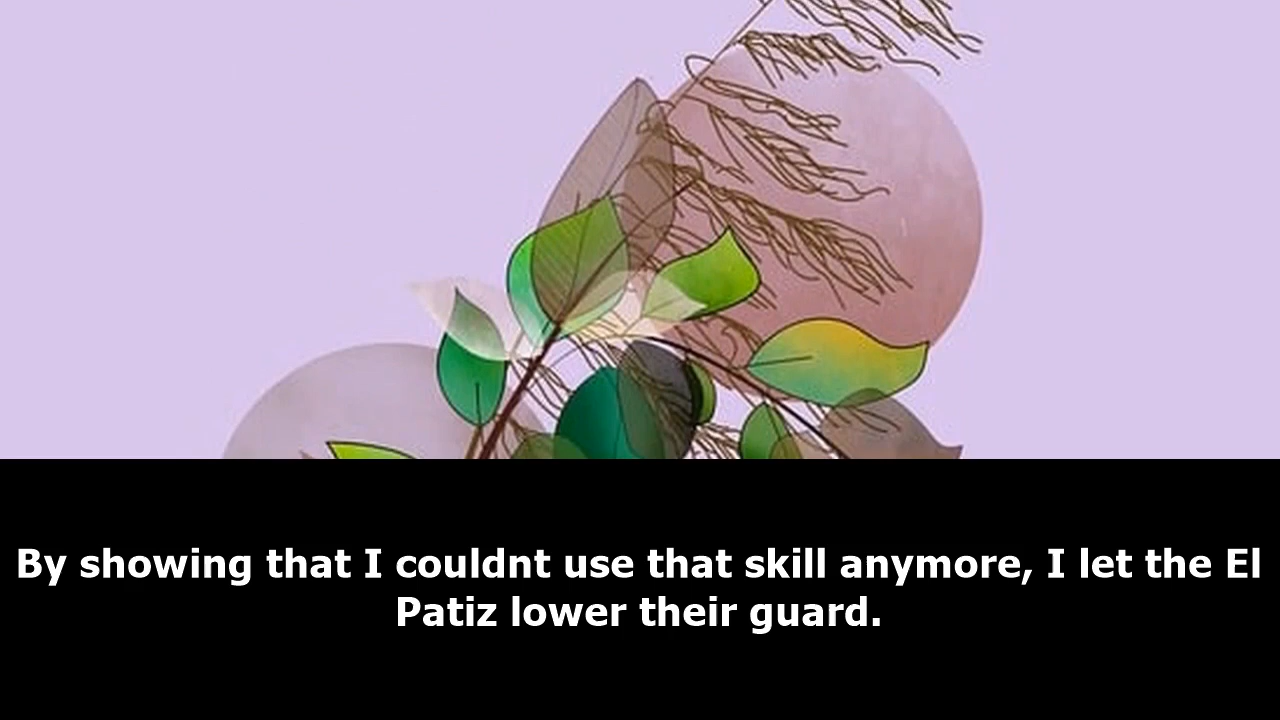 By showing that I couldnt use that skill anymore, I let the El
Patiz lower their guard.